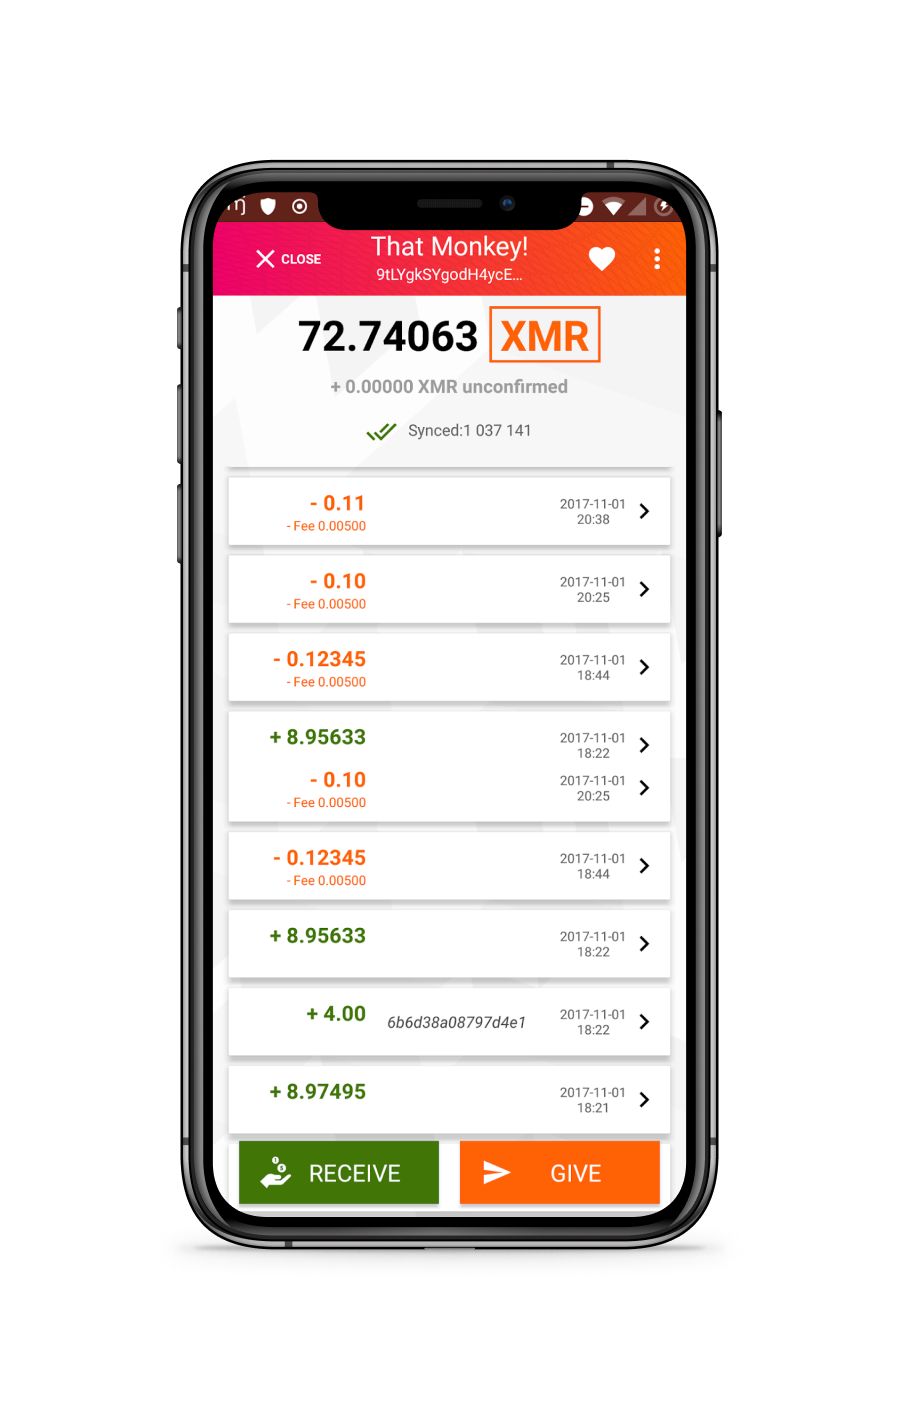 CLOSE
That Monkey!
9tLYgkSYgodH4ycE...
72.74063 XMR
+ 0.00000 XMR unconfirmed
Synced:1 037 141
- 0.11
- Fee 0.00500
2017-11-01
20:38
- 0.10
- Fee 0.00500
2017-11-01
20:25
- 0.12345
- Fee 0.00500
2017-11-01
18:44
+ 8.95633
2017-11-01
18:22
- 0.10
- Fee 0.00500
2017-11-01
20:25
- 0.12345
- Fee 0.00500
2017-11-01
18:44
+ 8.95633
2017-11-01
18:22
+ 4.00
6b6d38a08797d4e1
2017-11-01
18:22
+ 8.97495
2017-11-01
18:21
RECEIVE
GIVE